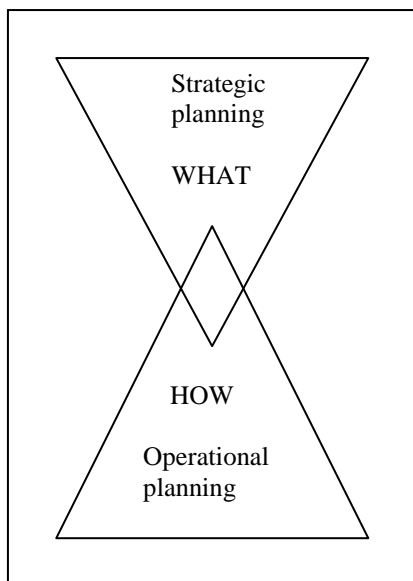 Strategic
planning
WHAT
HOW
Operational
planning